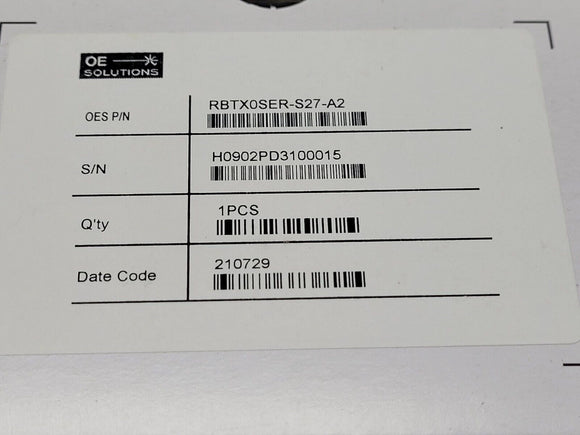 OE
SOLUTIONS
OES P/N RBTX0SER-S27-A2
S/N H0902PD3100015
Q'ty 1PCS
Date Code 210729